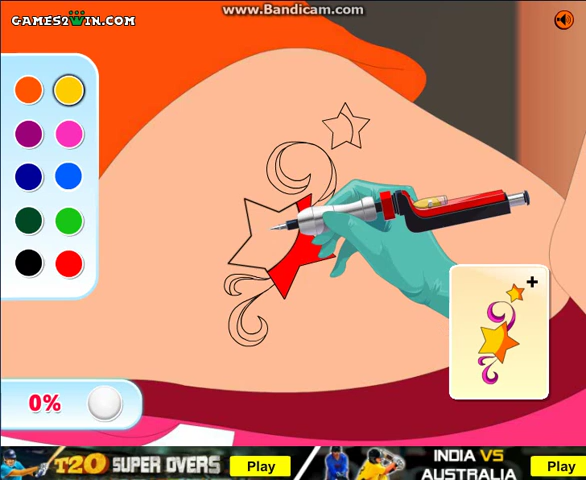 www.Bandicam.com
GAMES2WIN.COM
+
0%
T20 SUPER OVERS Play
INDIA VS
AUSTRALIA
Play